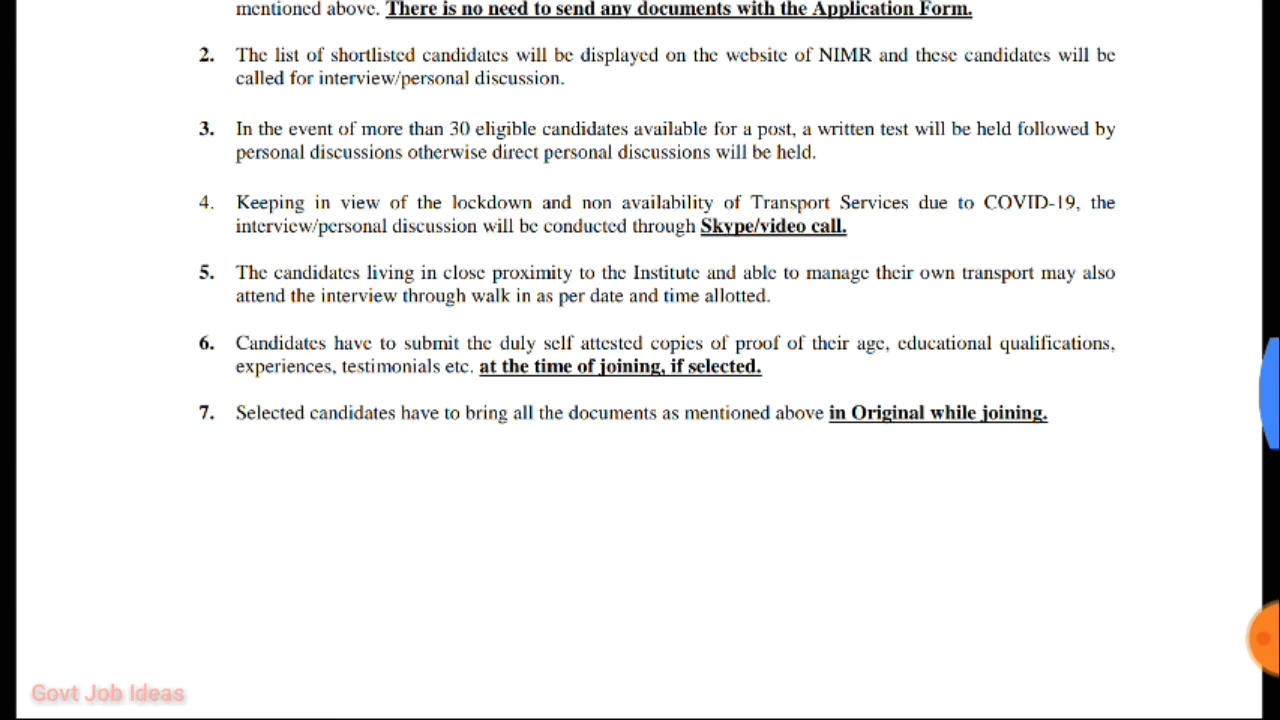 mentioned above. There is no need to send any documents with the Application Form.
2. The list of shortlisted candidates will be displayed on the website of NIMR and these candidates will be
called for interview/personal discussion.
3. In the event of more than 30 eligible candidates available for a post, a written test will be held followed by
personal discussions otherwise direct personal discussions will be held.
4. Keeping in view of the lockdown and non availability of Transport Services due to COVID-19, the
interview/personal discussion will be conducted through Skype/video call.
5. The candidates living in close proximity to the Institute and able to manage their own transport may also
attend the interview through walk in as per date and time allotted.
6. Candidates have to submit the duly self attested copies of proof of their age, educational qualifications,
experiences, testimonials etc. at the time of joining, if selected.
7. Selected candidates have to bring all the documents as mentioned above in Original while joining.
Govt Job Ideas